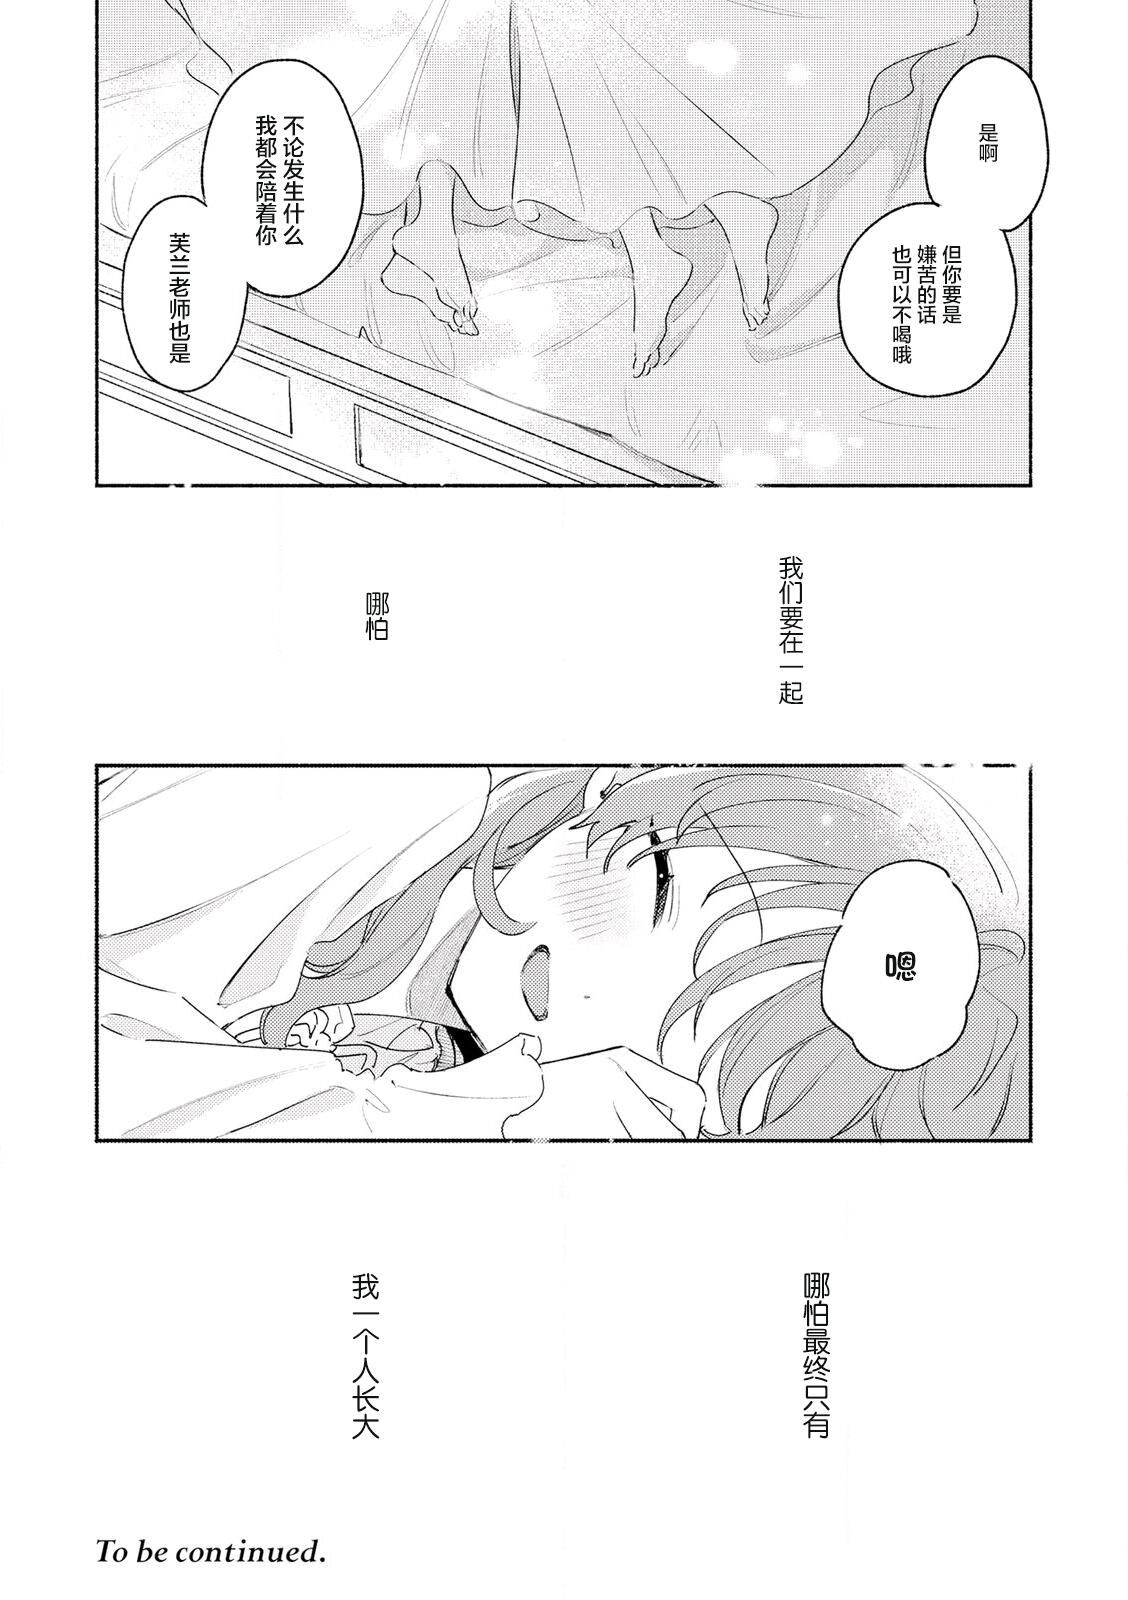 是啊
但你要是
嫌苦的话
也可以不喝哦
不论发生什么
我都会陪着你
芙兰老师也是
我们要在一起
哪怕
嗯
哪怕最终只有
我一个人长大
To be continued.